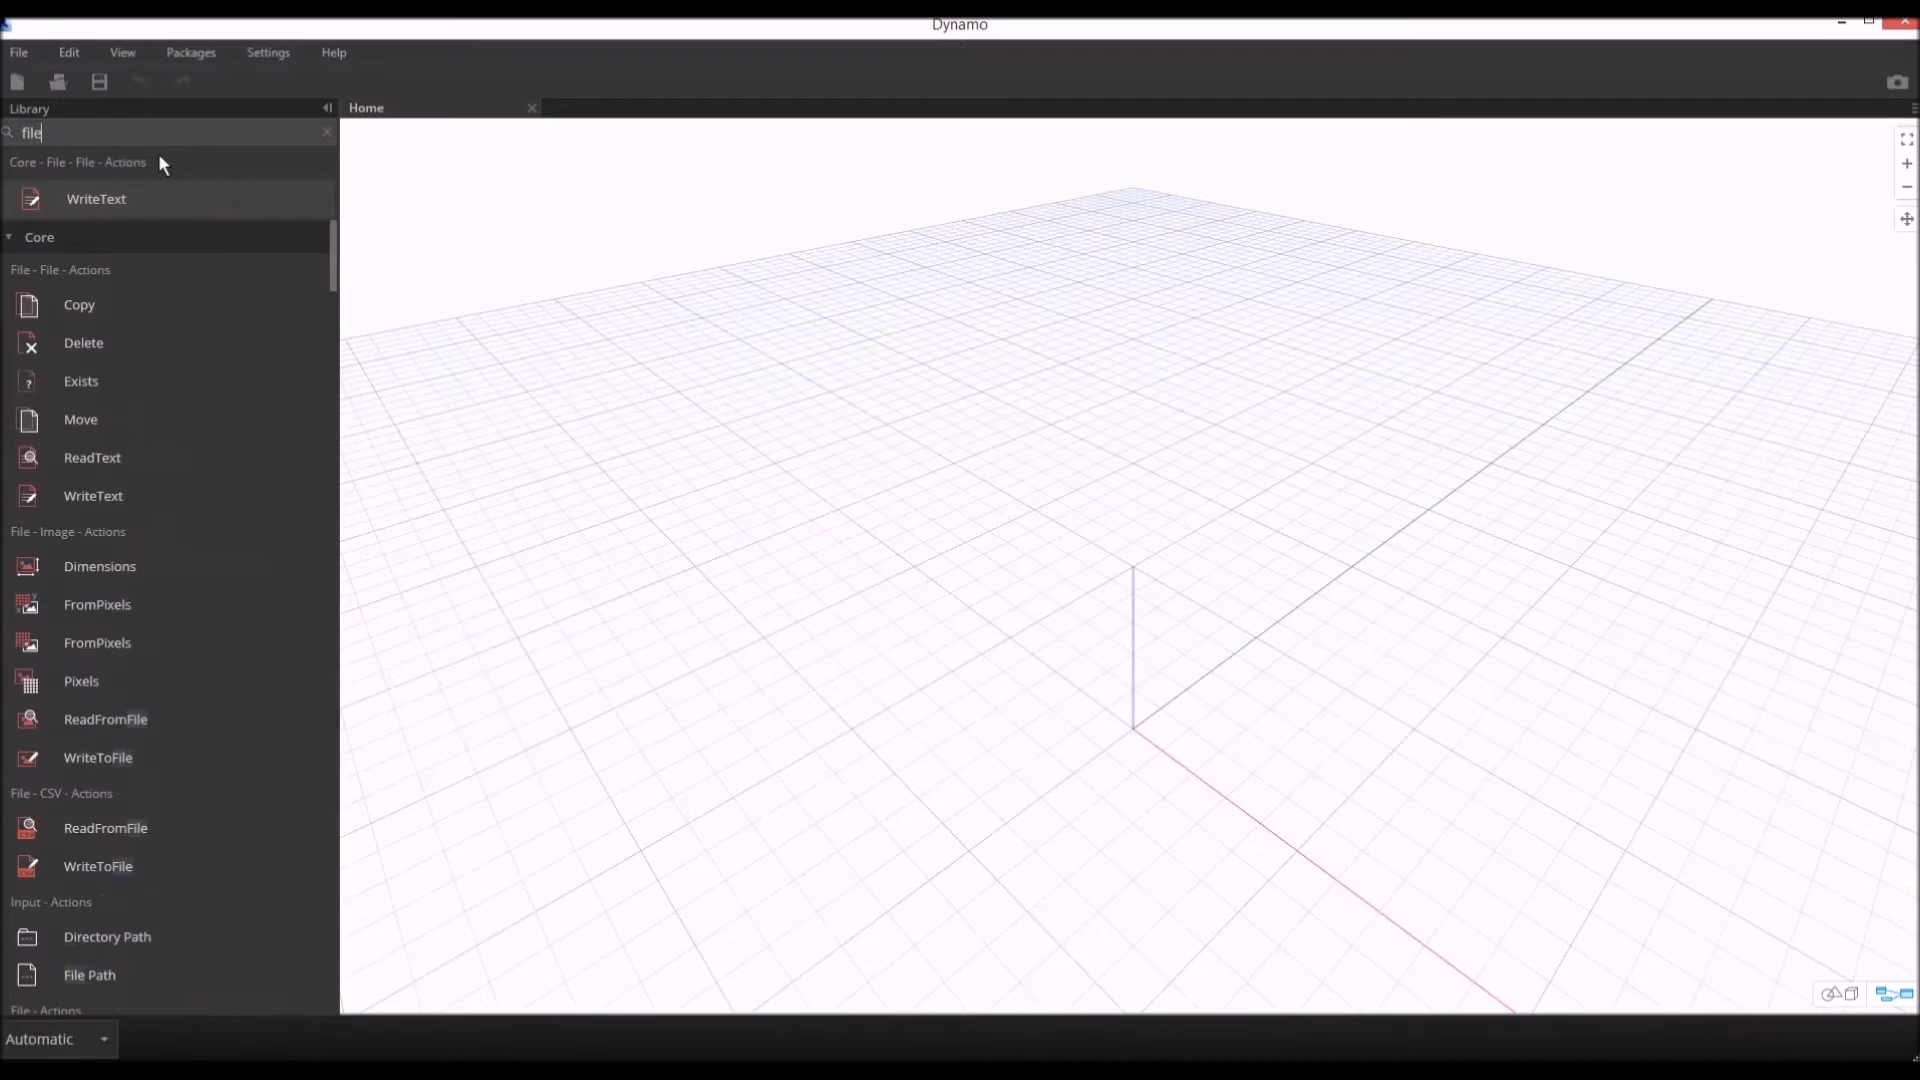 Dynamo
File Edit View Packages Settings Help
Library
Home
file
Core - File - File - Actions
WriteText
Core
File - File - Actions
Copy
Delete
Exists
Move
ReadText
WriteText
File - Image - Actions
Dimensions
FromPixels
FromPixels
Pixels
ReadFromFile
WriteToFile
File - CSV - Actions
ReadFromFile
WriteToFile
Input - Actions
Directory Path
File Path
File - Actions
Automatic